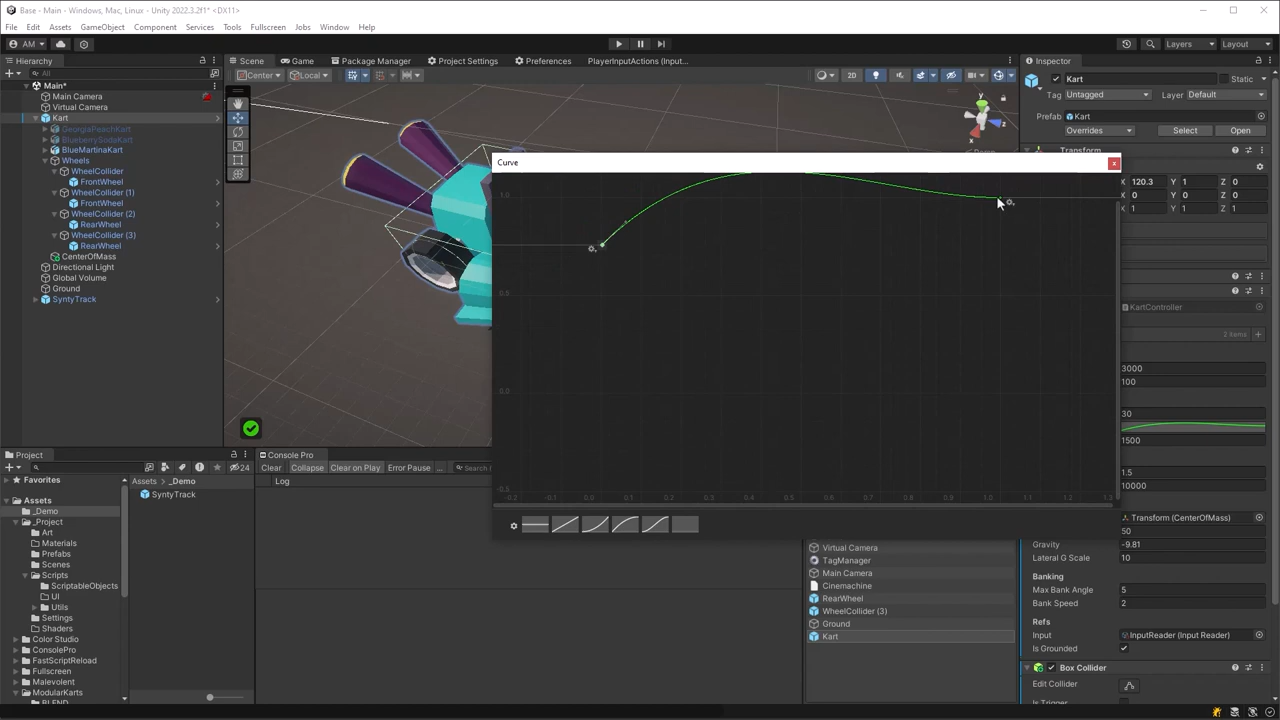 Base - Main - Windows, Mac, Linux - Unity 2022.3.2f1* <DX11>
File Edit Assets GameObject Component Services Tools Fullscreen Jobs Window Help
AM Layers Layout
Hierarchy Scene Game Package Manager Project Settings Preferences PlayerInputActions (Input... Inspector
All Center Local 2D Kart Static
Main*
Main Camera Tag Untagged Layer Default
Virtual Camera
Kart Prefab Kart
GeorgiaPeachKart Overrides Select Open
BlueberrySodaKart
BlueMartinaKart Transform
Wheels Curve x
WheelCollider
FrontWheel X 120.3 Y 1 Z 0
WheelCollider (1) 1.0 X 0 Y 0 Z 0
FrontWheel X 1 Y 1 Z 1
WheelCollider (2)
RearWheel
WheelCollider (3)
RearWheel
CenterOfMass
Directional Light
Global Volume
Ground 0.5
SyntyTrack KartController
2 items
3000
100
0.0
30
1500
Project Console Pro
24 Clear Collapse Clear on Play Error Pause ... Search 1.5
Favorites Assets _Demo Log 10000
Assets SyntyTrack -0.5 -0.2 -0.1 0.0 0.1 0.2 0.3 0.4 0.5 0.6 0.7 0.8 0.9 1.0 1.1 1.2 1.3
_Demo Transform (CenterOfMass)
_Project 50
Art
Materials Virtual Camera Gravity -9.81
Prefabs TagManager Lateral G Scale 10
Scenes Main Camera Banking
Scripts Cinemachine Max Bank Angle 5
ScriptableObjects RearWheel Bank Speed 2
UI WheelCollider (3)
Utils Ground Refs
Settings Kart Input InputReader (Input Reader)
Shaders Is Grounded
Color Studio
ConsolePro
FastScriptReload Box Collider
Fullscreen
Malevolent Edit Collider
ModularKarts
BLEND